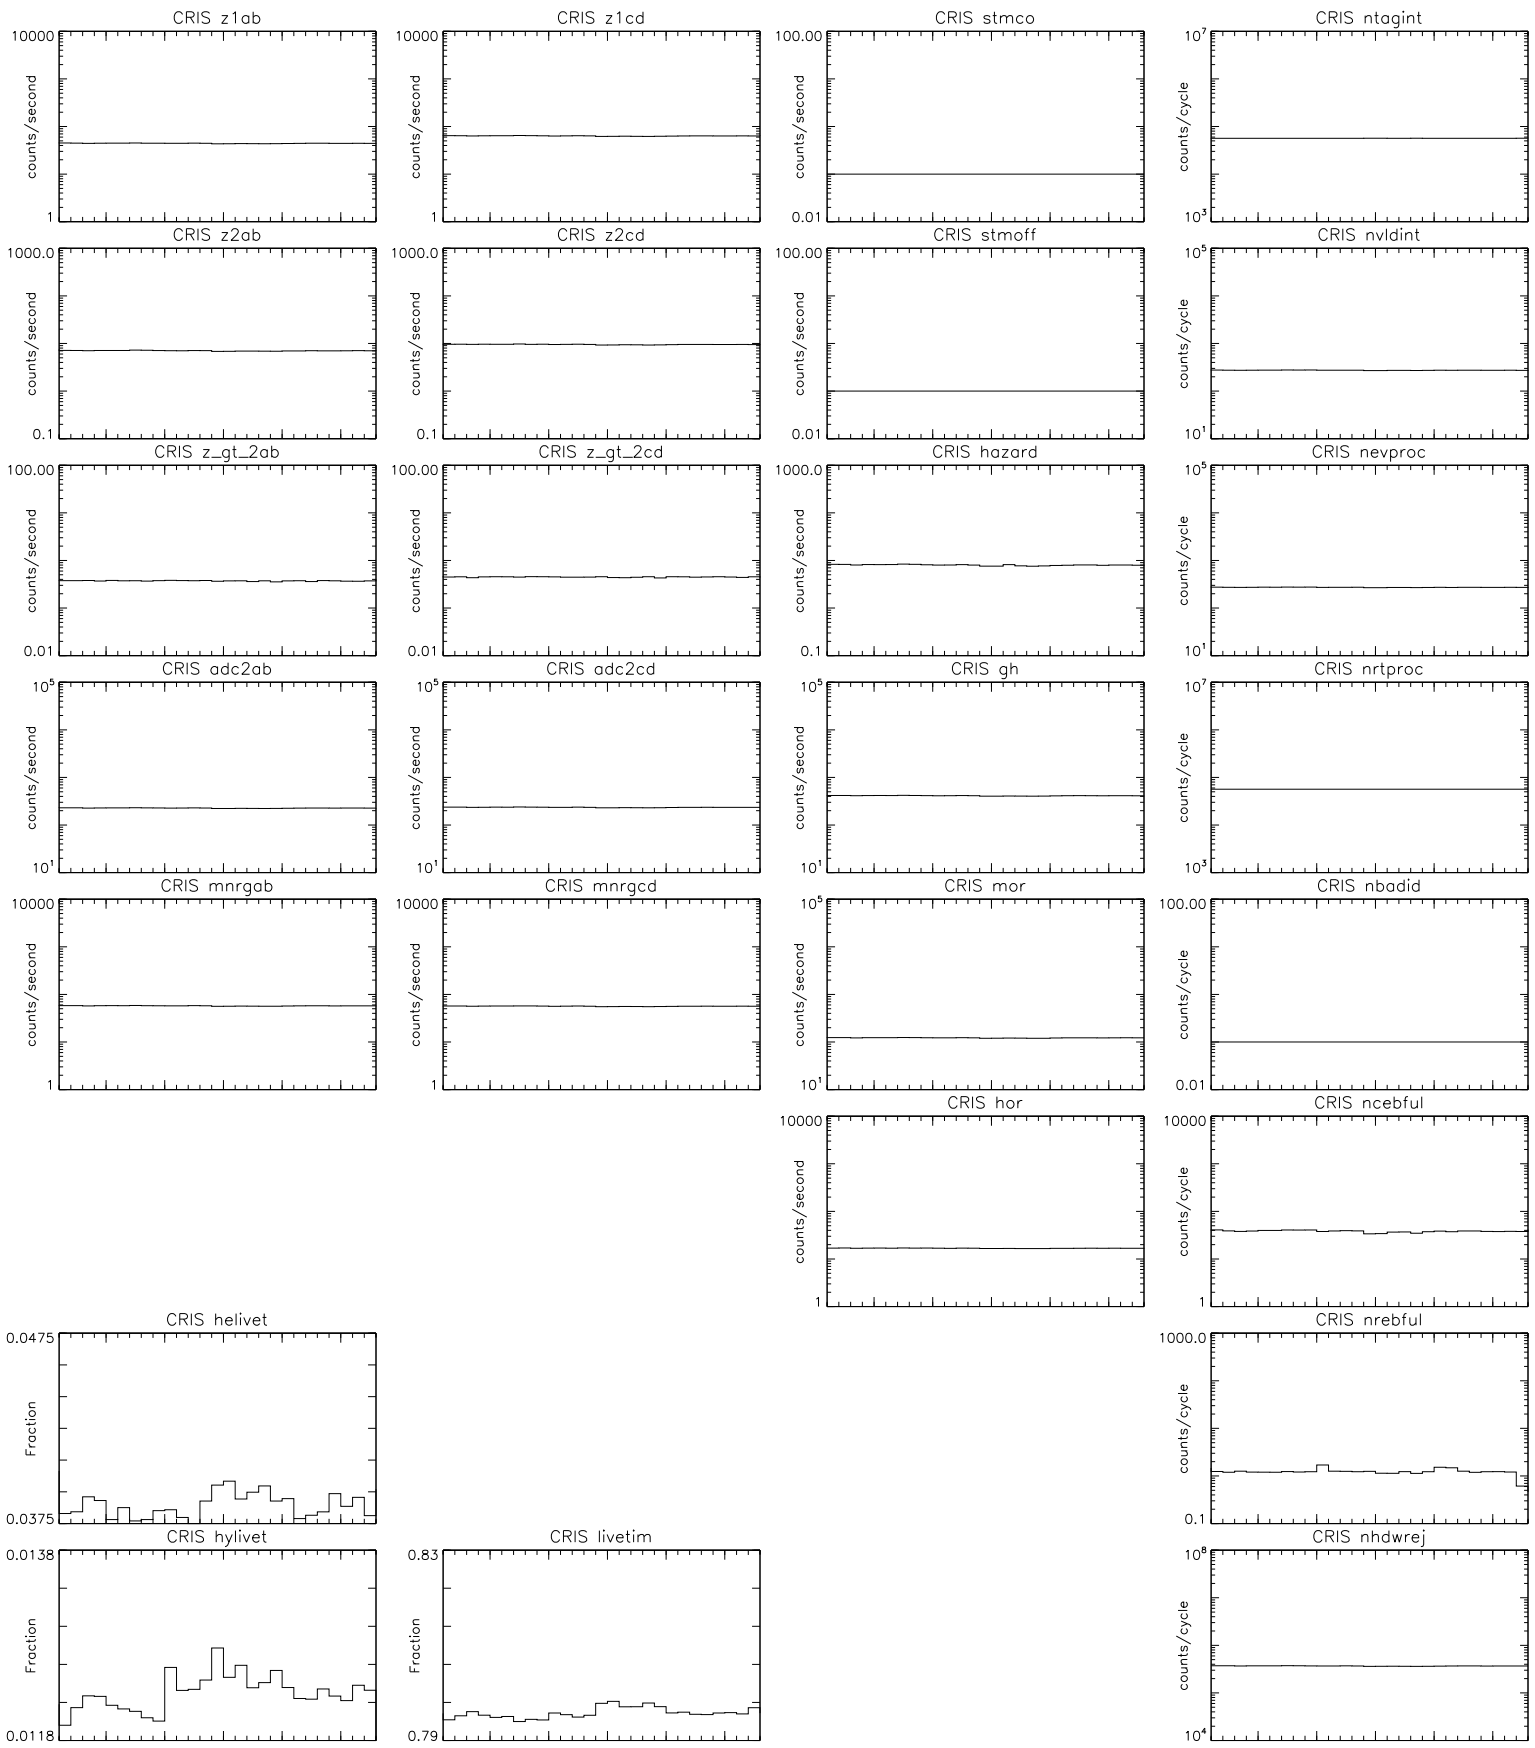 CRIS z1ab
10000
counts/second
1
CRIS z1cd
10000
counts/second
1
CRIS stmco
100.00
counts/second
0.01
CRIS ntagint
10⁷
counts/cycle
10³
CRIS z2ab
1000.0
counts/second
0.1
CRIS z2cd
1000.0
counts/second
0.1
CRIS stmoff
100.00
counts/second
0.01
CRIS nvldint
10⁵
counts/cycle
10¹
CRIS z_gt_2ab
100.00
counts/second
0.01
CRIS z_gt_2cd
100.00
counts/second
0.01
CRIS hazard
1000.0
counts/second
0.1
CRIS nevproc
10⁵
counts/cycle
10¹
CRIS adc2ab
10⁵
counts/second
10¹
CRIS adc2cd
10⁵
counts/second
10¹
CRIS gh
10⁵
counts/second
10¹
CRIS nrtproc
10⁷
counts/cycle
10³
CRIS mnrgab
10000
counts/second
1
CRIS mnrgcd
10000
counts/second
1
CRIS mor
10⁵
counts/second
10¹
CRIS nbadid
100.00
counts/cycle
0.01
CRIS hor
10000
counts/second
1
CRIS ncebful
10000
counts/cycle
1
CRIS helivet
0.0475
Fraction
0.0375
CRIS nrebful
1000.0
counts/cycle
0.1
CRIS hylivet
0.0138
Fraction
0.0118
CRIS livetim
0.83
Fraction
0.79
CRIS nhdwrej
10⁸
counts/cycle
10⁴